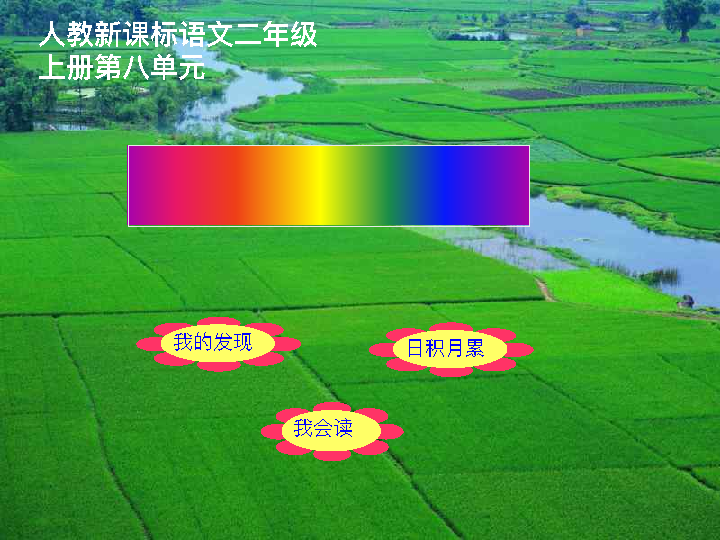 人教新课标语文二年级
上册第八单元
我的发现
日积月累
我会读